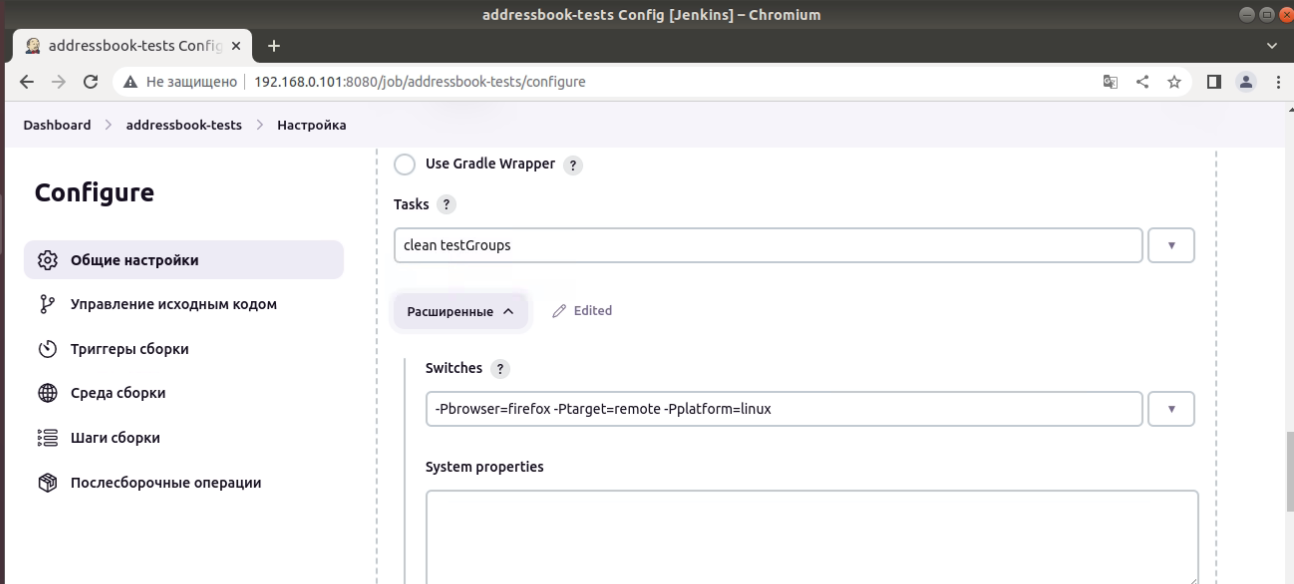 addressbook-tests Config [Jenkins] – Chromium
addressbook-tests Config
Не защищено 192.168.0.101:8080/job/addressbook-tests/configure
Dashboard addressbook-tests Настройка
Configure
Общие настройки
Управление исходным кодом
Триггеры сборки
Среда сборки
Шаги сборки
Послесборочные операции
Use Gradle Wrapper ?
Tasks ?
clean testGroups
Расширенные Edited
Switches ?
-Pbrowser=firefox -Ptarget=remote -Pplatform=linux
System properties